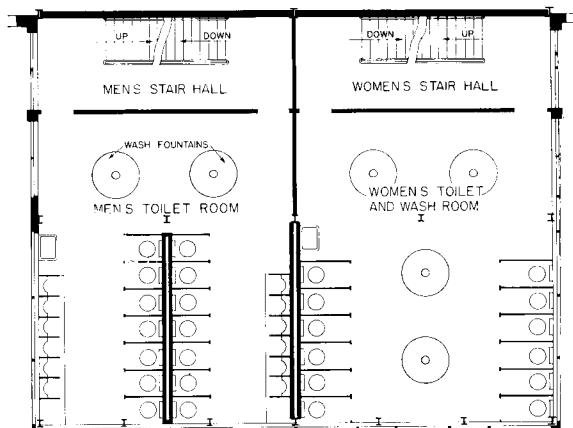 UP
DOWN
DOWN
UP
MEN'S STAIR HALL
WOMEN'S STAIR HALL
WASH FOUNTAINS
MEN'S TOILET ROOM
WOMEN'S TOILET
AND WASH ROOM